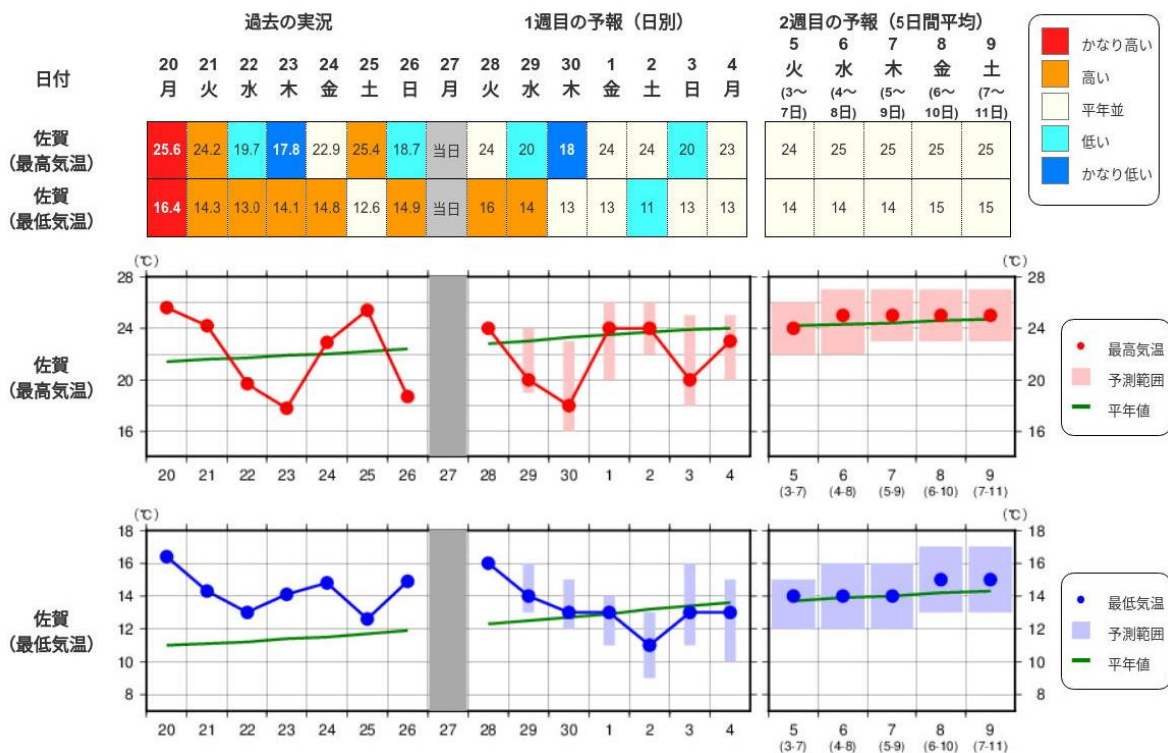 過去の実況 1週目の予報（日別） 2週目の予報（5日間平均）
日付 20 21 22 23 24 25 26 27 28 29 30 1 2 3 4 5 6 7 8 9
月 火 水 木 金 土 日 月 火 水 木 金 土 日 月 火 水 木 金 土
(3～7日) (4～8日) (5～9日) (6～10日) (7～11日)
佐賀
（最高気温） 25.6 24.2 19.7 17.8 22.9 25.4 18.7 当日 24 20 18 24 24 20 23 24 25 25 25 25
佐賀
（最低気温） 16.4 14.3 13.0 14.1 14.8 12.6 14.9 当日 16 14 13 13 11 13 13 14 14 14 15 15
かなり高い
高い
平年並
低い
かなり低い
(℃) (℃)
28 28
24 24
20 20
16 16
佐賀
（最高気温）
20 21 22 23 24 25 26 27 28 29 30 1 2 3 4 5 6 7 8 9
(3-7) (4-8) (5-9) (6-10) (7-11)
最高気温
予測範囲
平年値
(℃) (℃)
18 18
16 16
14 14
12 12
10 10
8 8
佐賀
（最低気温）
20 21 22 23 24 25 26 27 28 29 30 1 2 3 4 5 6 7 8 9
(3-7) (4-8) (5-9) (6-10) (7-11)
最低気温
予測範囲
平年値